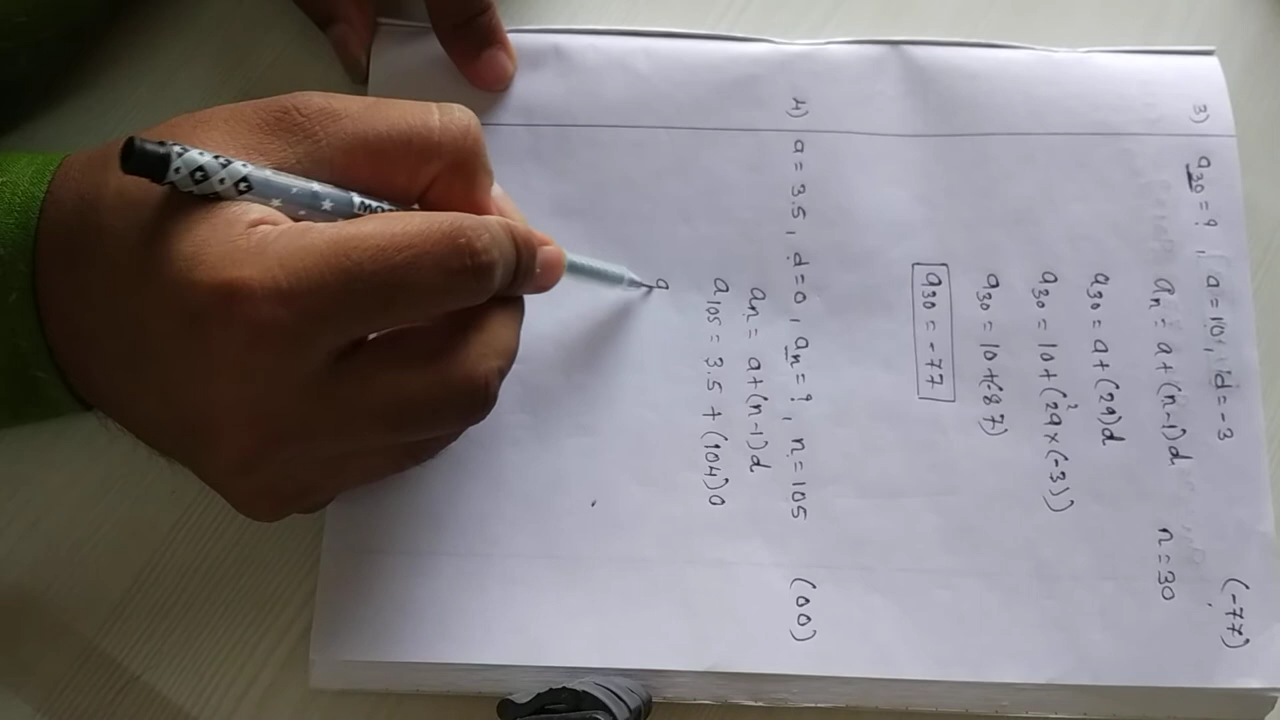 3) a30 = ? , a = 10, d = -3 (-77)
an = a+(n-1)d n = 30
a30 = a+(29)d
a30 = 10+(29×(-3))
a30 = 10+(-87)
a30 = -77
4) a = 3.5, d = 0, an = ?, n = 105 (00)
an = a+(n-1)d
a105 = 3.5 + (104)0
a